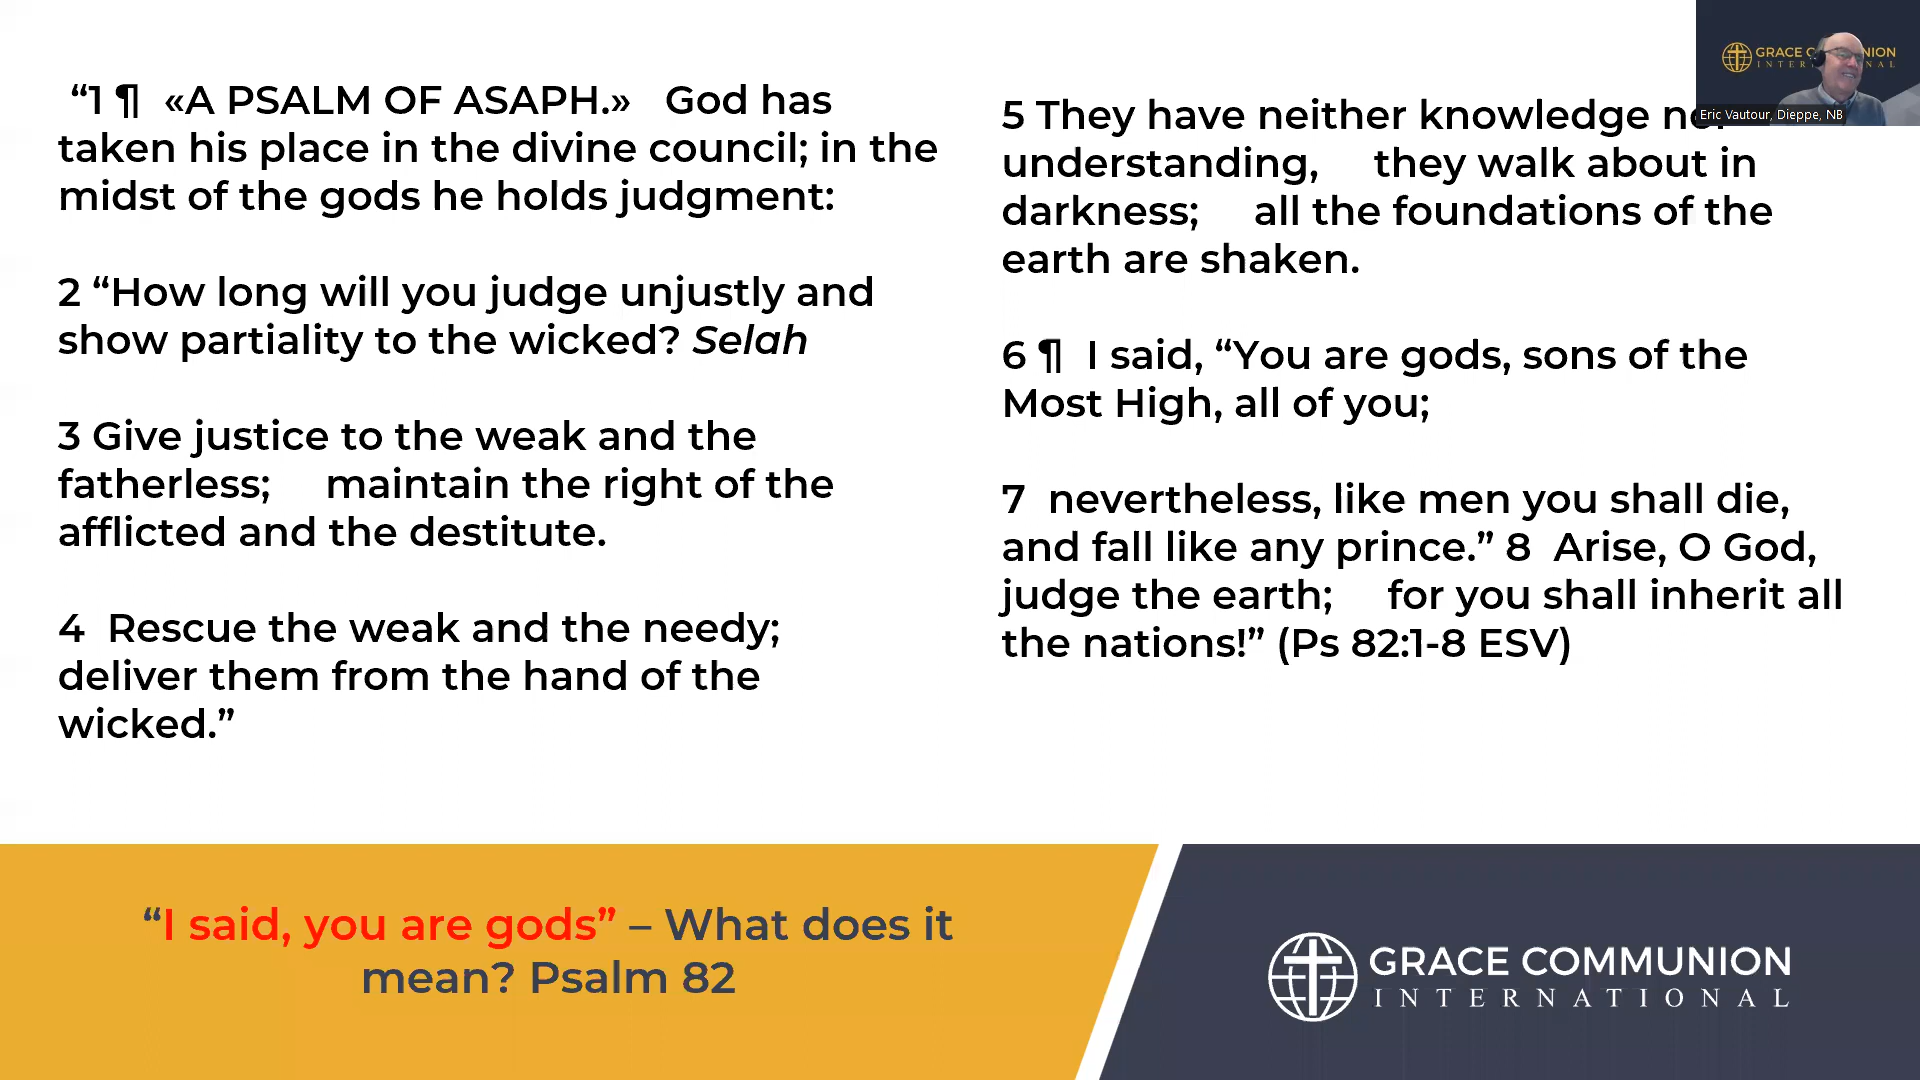 “1 ¶ «A PSALM OF ASAPH.» God has
taken his place in the divine council; in the
midst of the gods he holds judgment:
2 “How long will you judge unjustly and
show partiality to the wicked? Selah
3 Give justice to the weak and the
fatherless; maintain the right of the
afflicted and the destitute.
4 Rescue the weak and the needy;
deliver them from the hand of the
wicked.”
5 They have neither knowledge
understanding, they walk about in
darkness; all the foundations of the
earth are shaken.
6 ¶ I said, “You are gods, sons of the
Most High, all of you;
7 nevertheless, like men you shall die,
and fall like any prince.” 8 Arise, O God,
judge the earth; for you shall inherit all
the nations!” (Ps 82:1-8 ESV)
GRACE
Eric Vautour, Dieppe, NB
“I said, you are gods” – What does it
mean? Psalm 82
GRACE COMMUNION
INTERNATIONAL